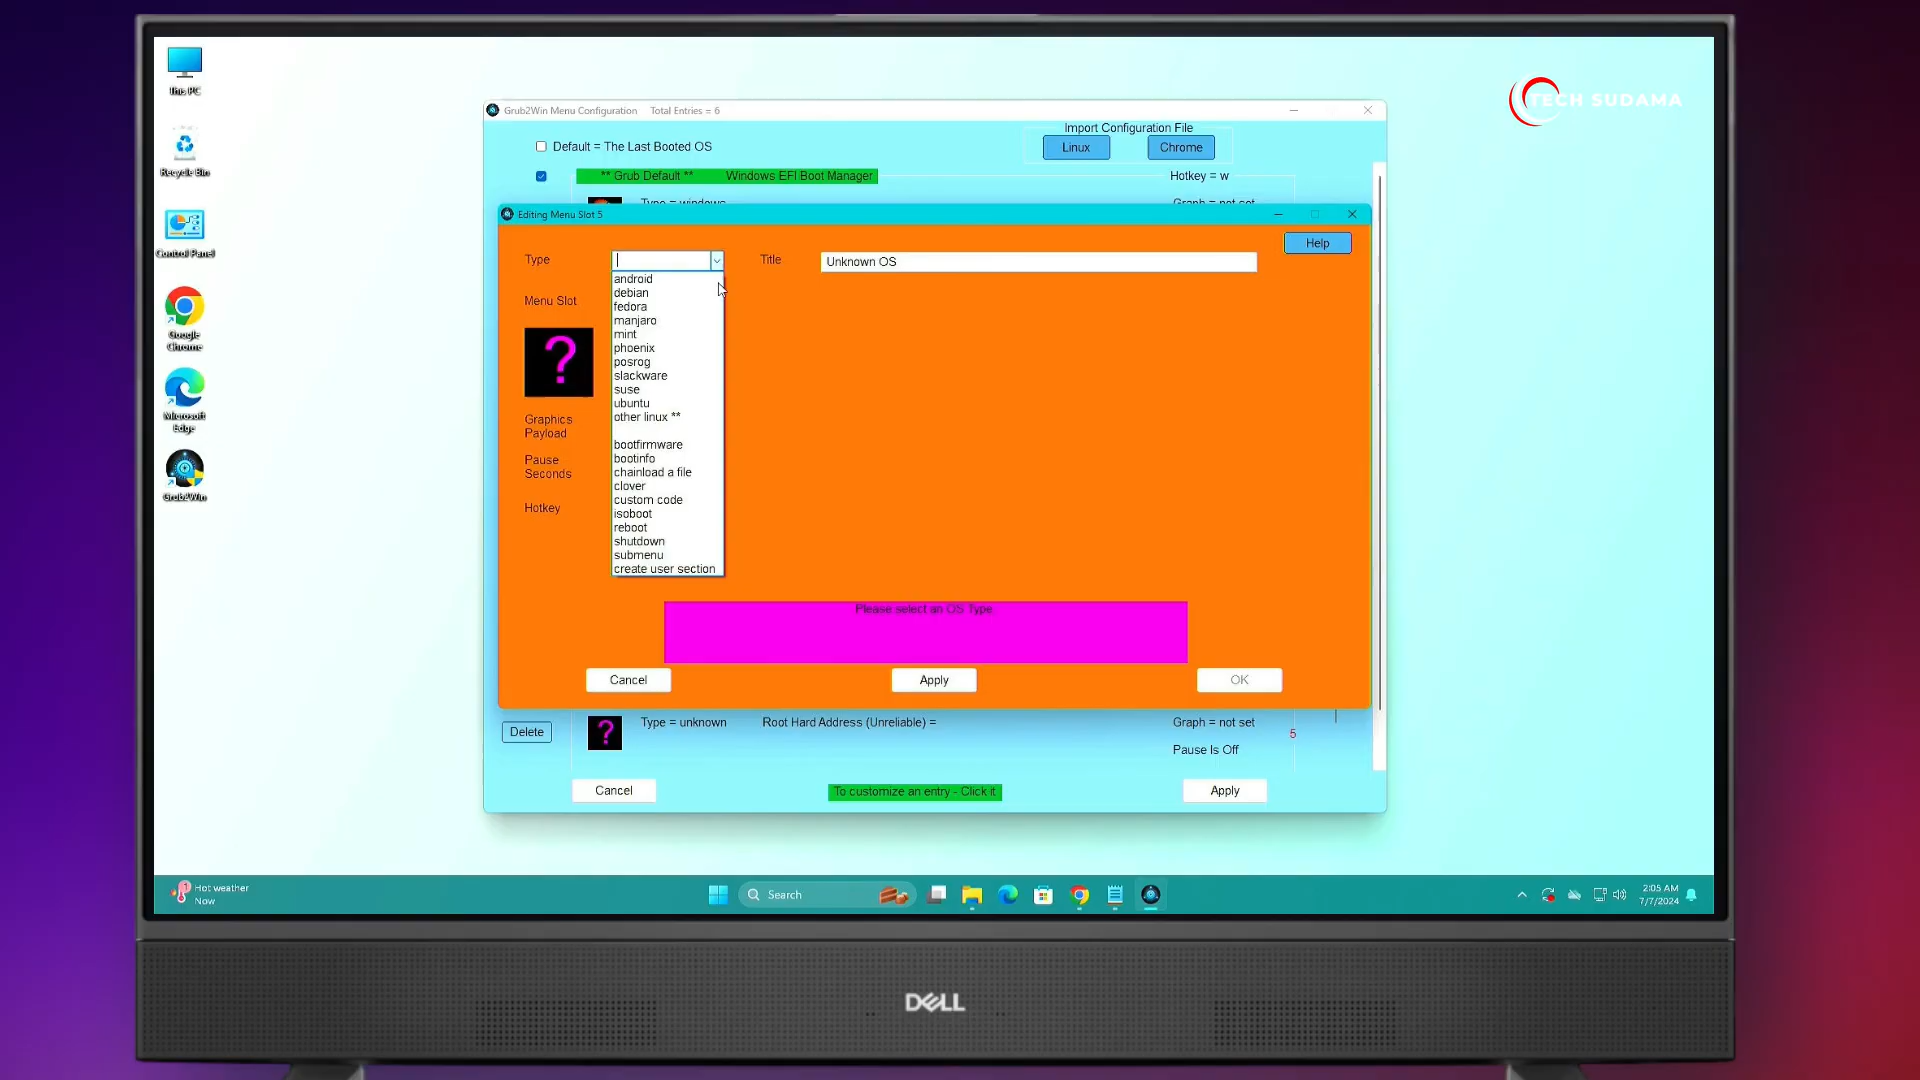 This PC
Recycle Bin
Control Panel
Google
Chrome
Microsoft
Edge
Grub2Win
TECH SUDAMA
Grub2Win Menu Configuration Total Entries = 6
Default = The Last Booted OS
Import Configuration File
Linux
Chrome
** Grub Default ** Windows EFI Boot Manager
Hotkey = w
Type = windows
Graph = not set
Editing Menu Slot 5
Help
Type
Title
Unknown OS
Menu Slot
?
Graphics
Payload
Pause
Seconds
Hotkey
android
debian
fedora
manjaro
mint
phoenix
posrog
slackware
suse
ubuntu
other linux **
bootfirmware
bootinfo
chainload a file
clover
custom code
isoboot
reboot
shutdown
submenu
create user section
Please select an OS Type
Cancel
Apply
OK
Delete
?
Type = unknown
Root Hard Address (Unreliable) =
Graph = not set
5
Pause Is Off
Cancel
To customize an entry - Click it
Apply
1
Hot weather
Now
Search
2:05 AM
7/7/2024
DELL